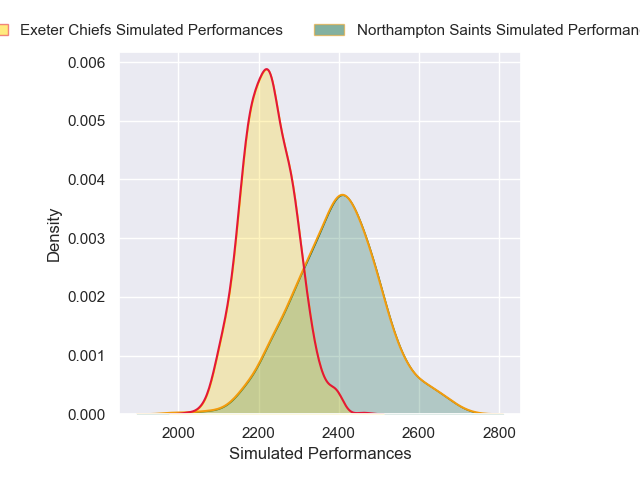 Exeter Chiefs Simulated Performances
Northampton Saints Simulated
0.006
0.005
0.004
0.003
0.002
0.001
0.000
Density
2000 2200 2400 2600 2800
Simulated Performances